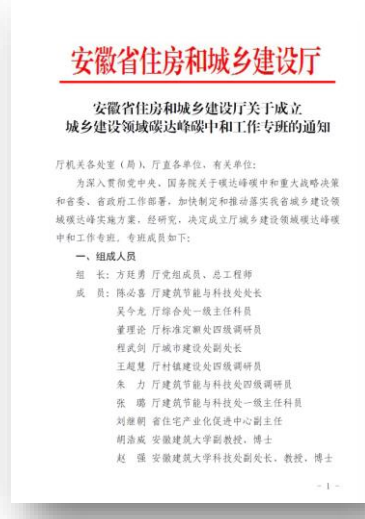 安徽省住房和城乡建设厅
安徽省住房和城乡建设厅关于成立
城乡建设领域碳达峰碳中和工作专班的通知
厅机关各处室（局）、厅直各单位，有关单位：
为深入贯彻党中央、国务院关于碳达峰碳中和重大战略决策
和省委、省政府工作部署，加快制定和推动落实我省城乡建设领
域碳达峰实施方案，经研究，决定成立厅城乡建设领域碳达峰碳
中和工作专班。专班成员如下：
一、组成人员
组 长：方廷勇 厅党组成员、总工程师
成 员：陈必喜 厅建筑节能与科技处处长
吴今龙 厅综合处一级主任科员
董理论 厅标准定额处四级调研员
程武剑 厅城市建设处副处长
王超慧 厅村镇建设处四级调研员
朱 力 厅建筑节能与科技处四级调研员
张 璐 厅建筑节能与科技处一级主任科员
刘继朝 省住宅产业化促进中心副主任
胡浩威 安徽建筑大学副教授、博士
赵 强 安徽建筑大学科技处副处长、教授、博士
- 1 -